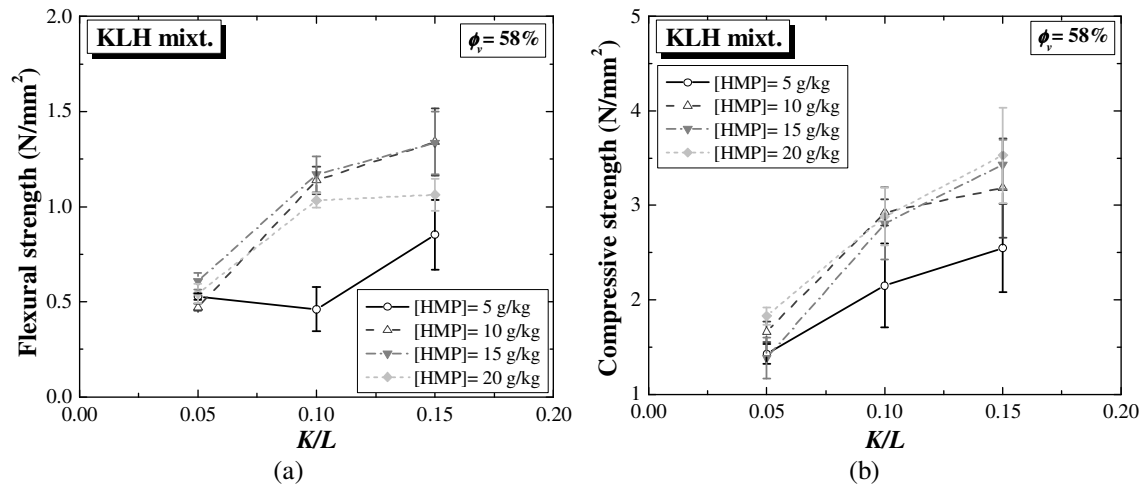 KLH mixt.
ϕv = 58%
Flexural strength (N/mm²)
2.0
1.5
1.0
0.5
0.0
[HMP]= 5 g/kg
[HMP]= 10 g/kg
[HMP]= 15 g/kg
[HMP]= 20 g/kg
0.00 0.05 0.10 0.15 0.20
K/L
(a)
KLH mixt.
ϕv = 58%
[HMP]= 5 g/kg
[HMP]= 10 g/kg
[HMP]= 15 g/kg
[HMP]= 20 g/kg
Compressive strength (N/mm²)
5
4
3
2
1
0.00 0.05 0.10 0.15 0.20
K/L
(b)